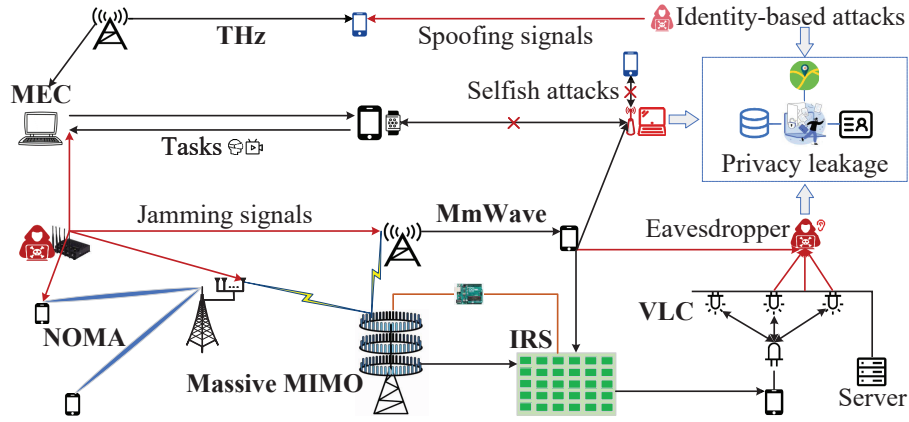 Identity-based attacks
THz
Spoofing signals
MEC
Selfish attacks
Tasks
Privacy leakage
Jamming signals
MmWave
Eavesdropper
NOMA
IRS
VLC
Massive MIMO
Server